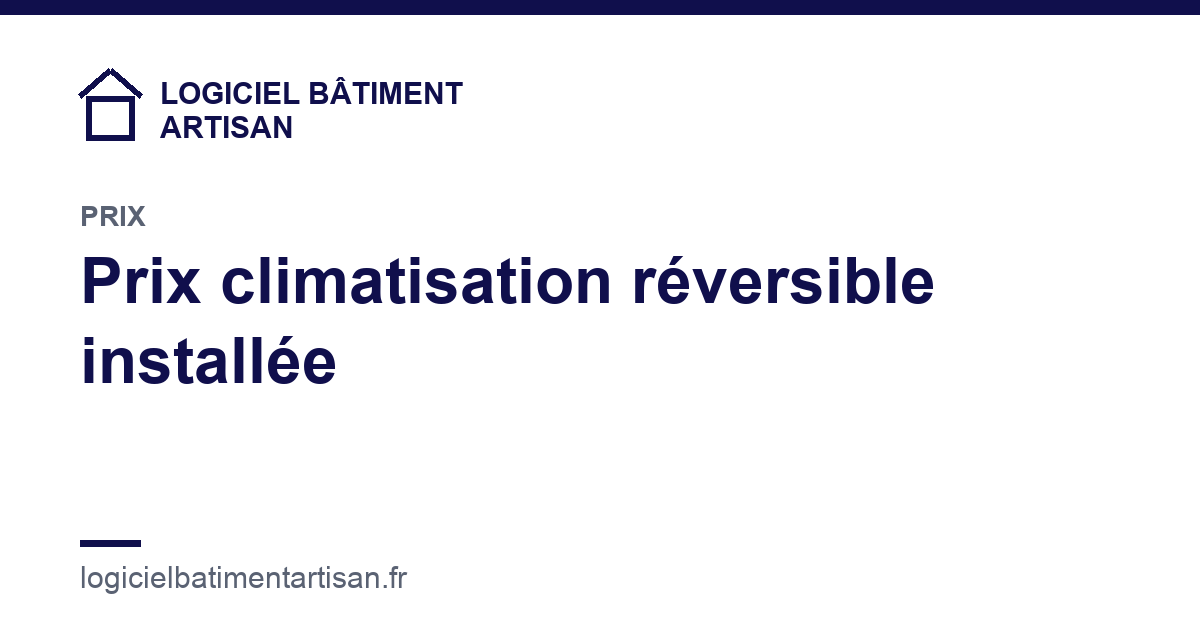 LOGICIEL BÂTIMENT
ARTISAN
PRIX
Prix climatisation réversible
installée
logicielbatimentartisan.fr